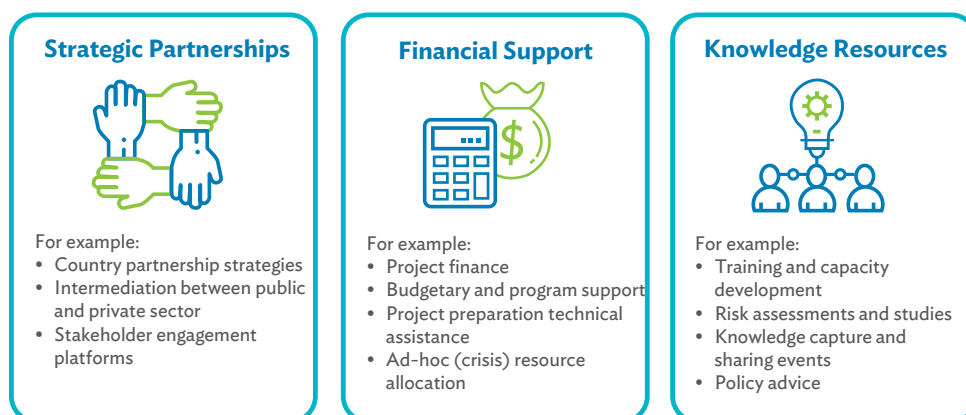 Strategic Partnerships
For example:
• Country partnership strategies
• Intermediation between public
and private sector
• Stakeholder engagement
platforms
Financial Support
$
For example:
• Project finance
• Budgetary and program support
• Project preparation technical
assistance
• Ad-hoc (crisis) resource
allocation
Knowledge Resources
For example:
• Training and capacity
development
• Risk assessments and studies
• Knowledge capture and
sharing events
• Policy advice